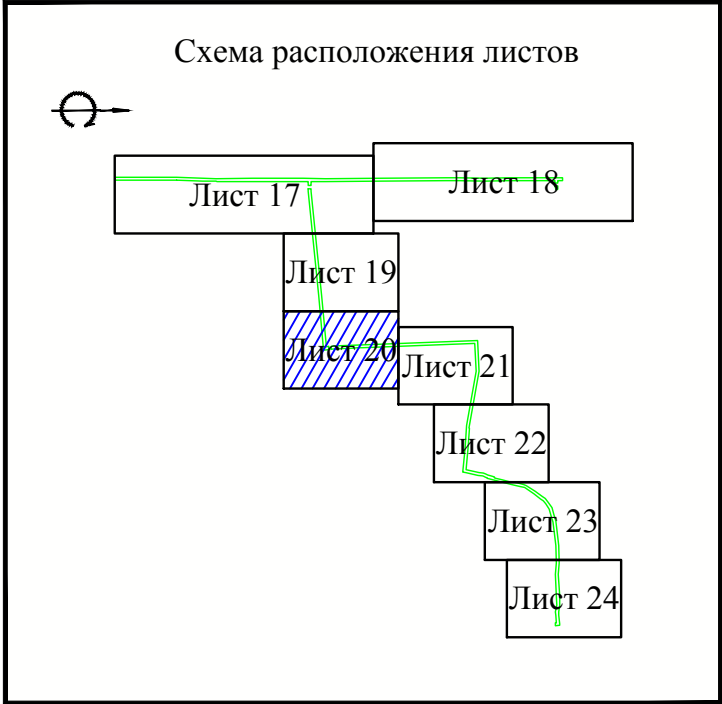 Схема расположения листов
Лист 17
Лист 18
Лист 19
Лист 20
Лист 21
Лист 22
Лист 23
Лист 24